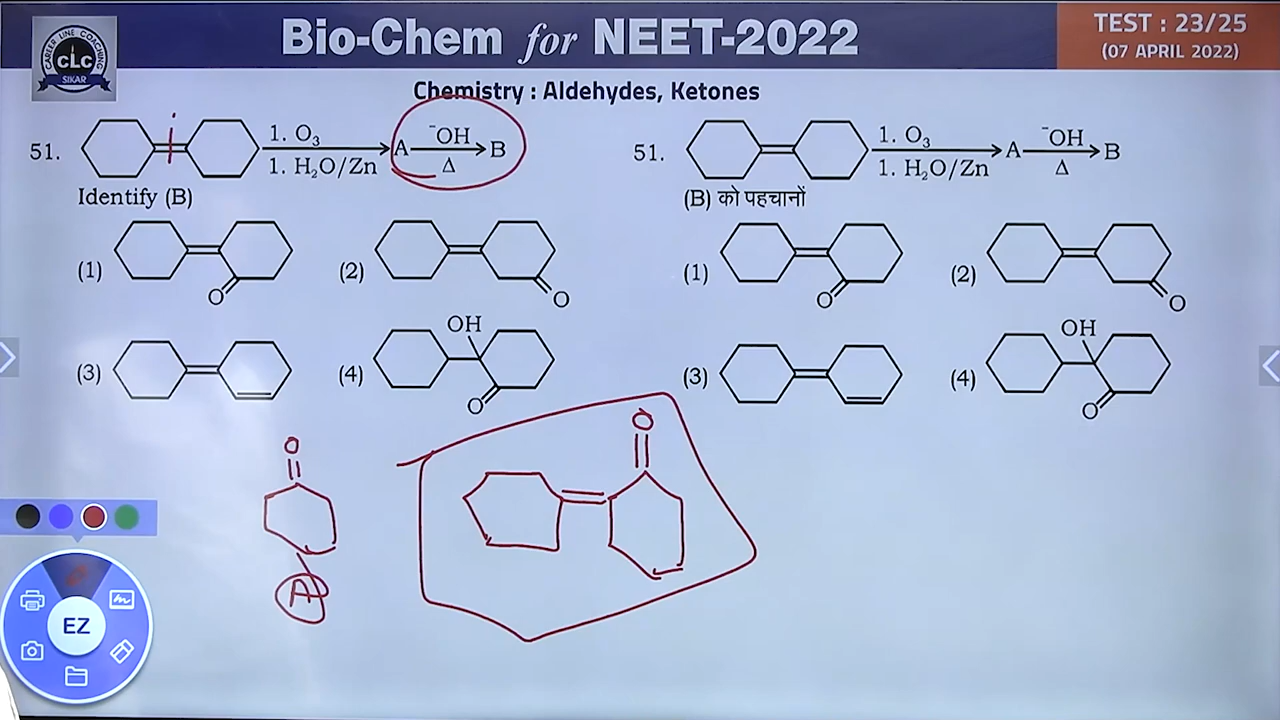 CAREER LINE COACHING
CLC
SIKAR
Bio-Chem for NEET-2022
TEST : 23/25
(07 APRIL 2022)
Chemistry : Aldehydes, Ketones
51.
1. O₃
1. H₂O/Zn
A
⁻OH
Δ
B
Identify (B)
(1)
O
(2)
O
(3)
(4)
OH
O
51.
1. O₃
1. H₂O/Zn
A
⁻OH
Δ
B
(B) को पहचानों
(1)
O
(2)
O
(3)
(4)
OH
O
O
A
O
EZ